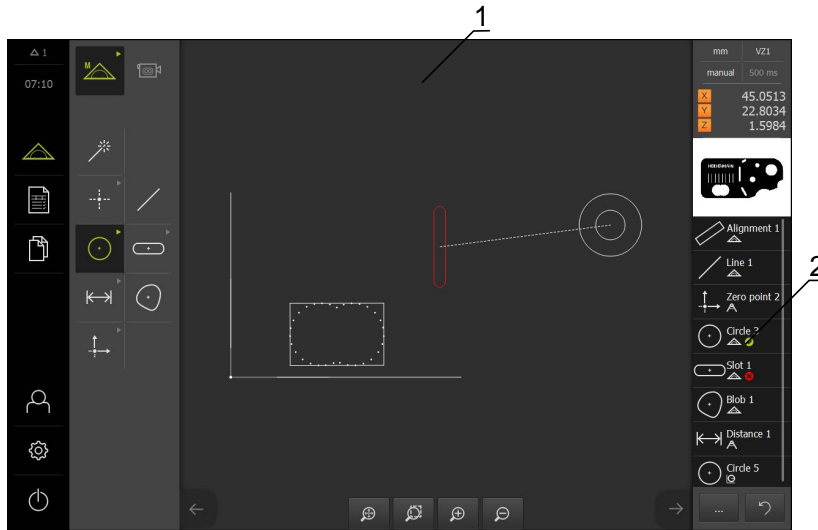 1
△ 1
07:10
M
mm VZ1
manual 500 ms
X 45.0513
Y 22.8034
Z 1.5984
HEIDENHAIN
Alignment 1
Line 1
2
Zero point 2
Circle 3
Slot 1
Blob 1
Distance 1
Circle 5
...